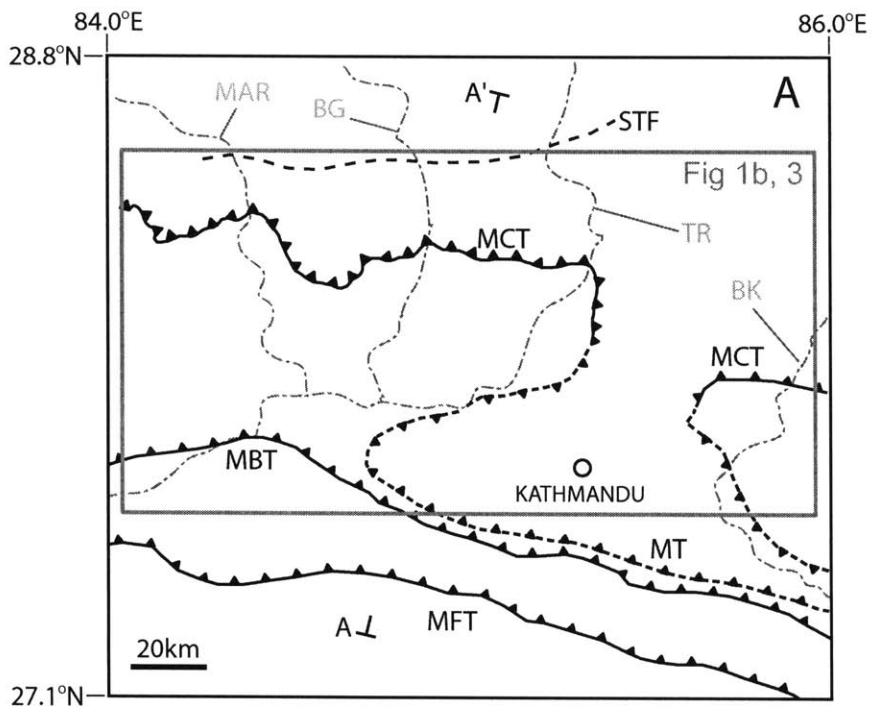 84.0°E
86.0°E
28.8°N
A
MAR
BG
A'
STF
Fig 1b, 3
MCT
TR
BK
MCT
MBT
KATHMANDU
MT
A
MFT
20km
27.1°N